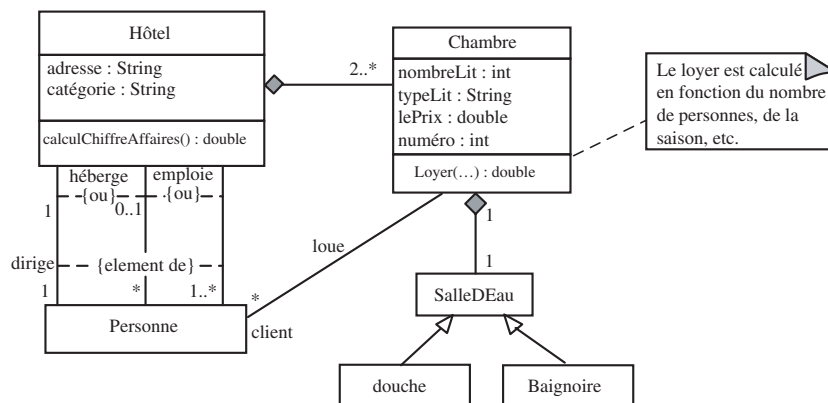 Hôtel
adresse : String
catégorie : String
calculChiffreAffaires() : double
2..*
Chambre
nombreLit : int
typeLit : String
lePrix : double
numéro : int
Loyer(…) : double
Le loyer est calculé
en fonction du nombre
de personnes, de la
saison, etc.
héberge
emploie
{ou}
{ou}
1
0..1
dirige
{element de}
1
*
1..*
Personne
loue
*
client
1
1
SalleDEau
douche
Baignoire